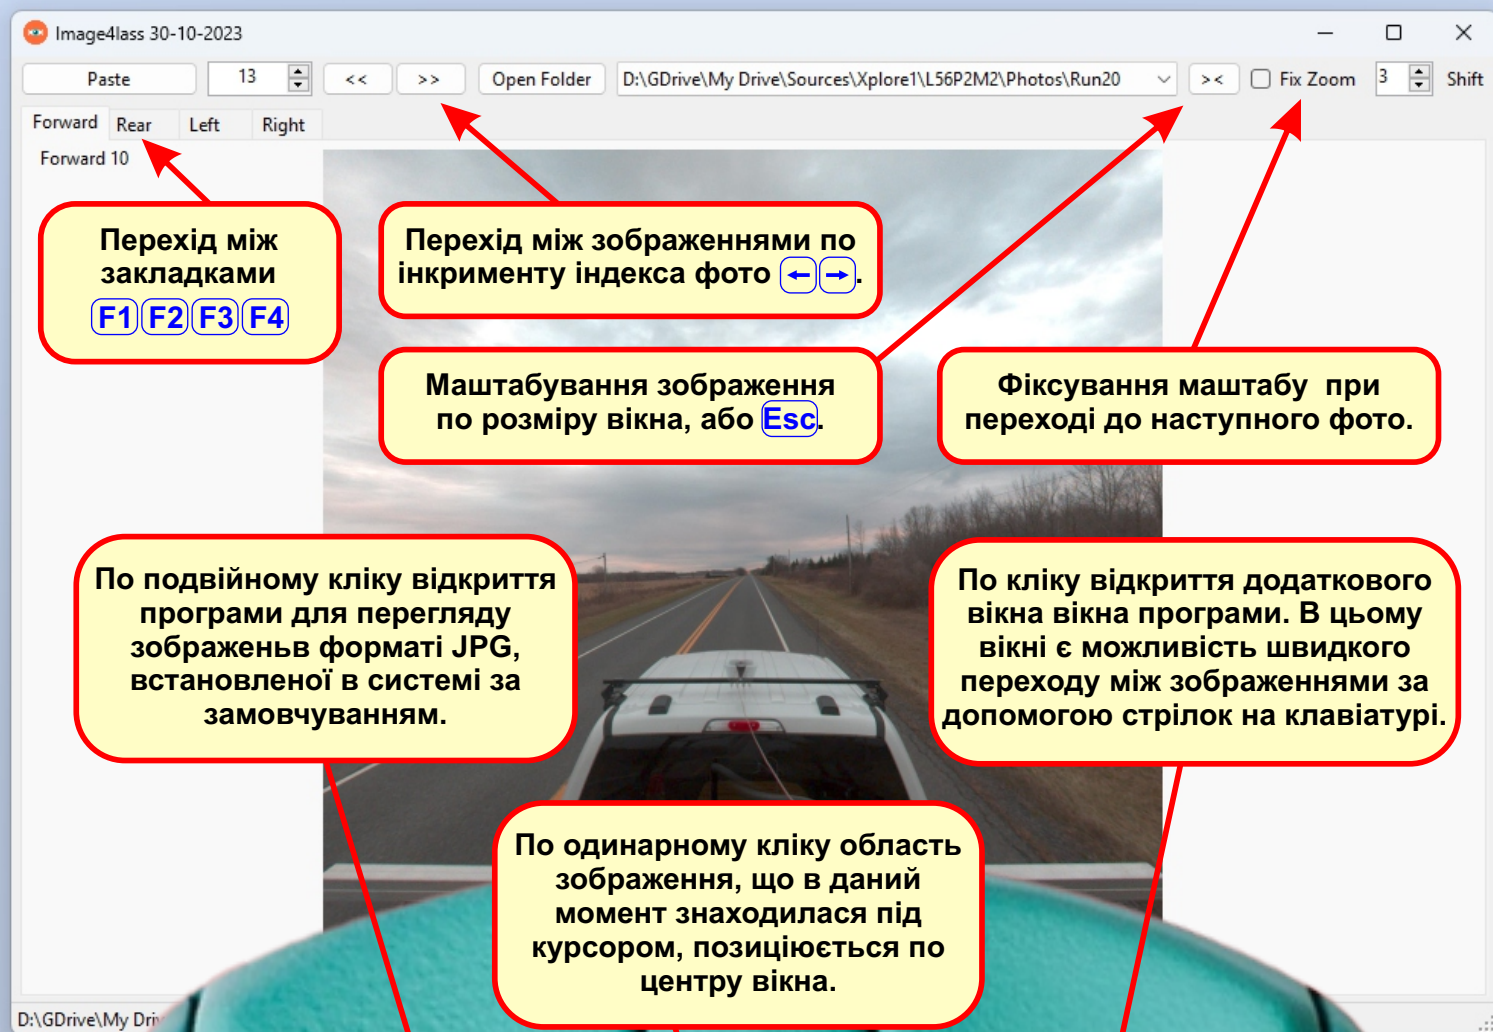 Image4lass 30-10-2023
Paste 13 << >> Open Folder D:\GDrive\My Drive\Sources\Xplore1\L56P2M2\Photos\Run20 >< Fix Zoom 3 Shift
Forward Rear Left Right
Forward 10
Перехід між
закладками
F1 F2 F3 F4
Перехід між зображеннями по
інкрименту індекса фото ← →.
Маштабування зображення
по розміру вікна, або Esc.
Фіксування маштабу при
переході до наступного фото.
По подвійному кліку відкриття
програми для перегляду
зображеньв форматі JPG,
встановленої в системі за
замовчуванням.
По кліку відкриття додаткового
вікна вікна програми. В цьому
вікні є можливість швидкого
переходу між зображеннями за
допомогою стрілок на клавіатурі.
По одинарному кліку область
зображення, що в даний
момент знаходилася під
курсором, позиціюється по
центру вікна.
D:\GDrive\My Driv